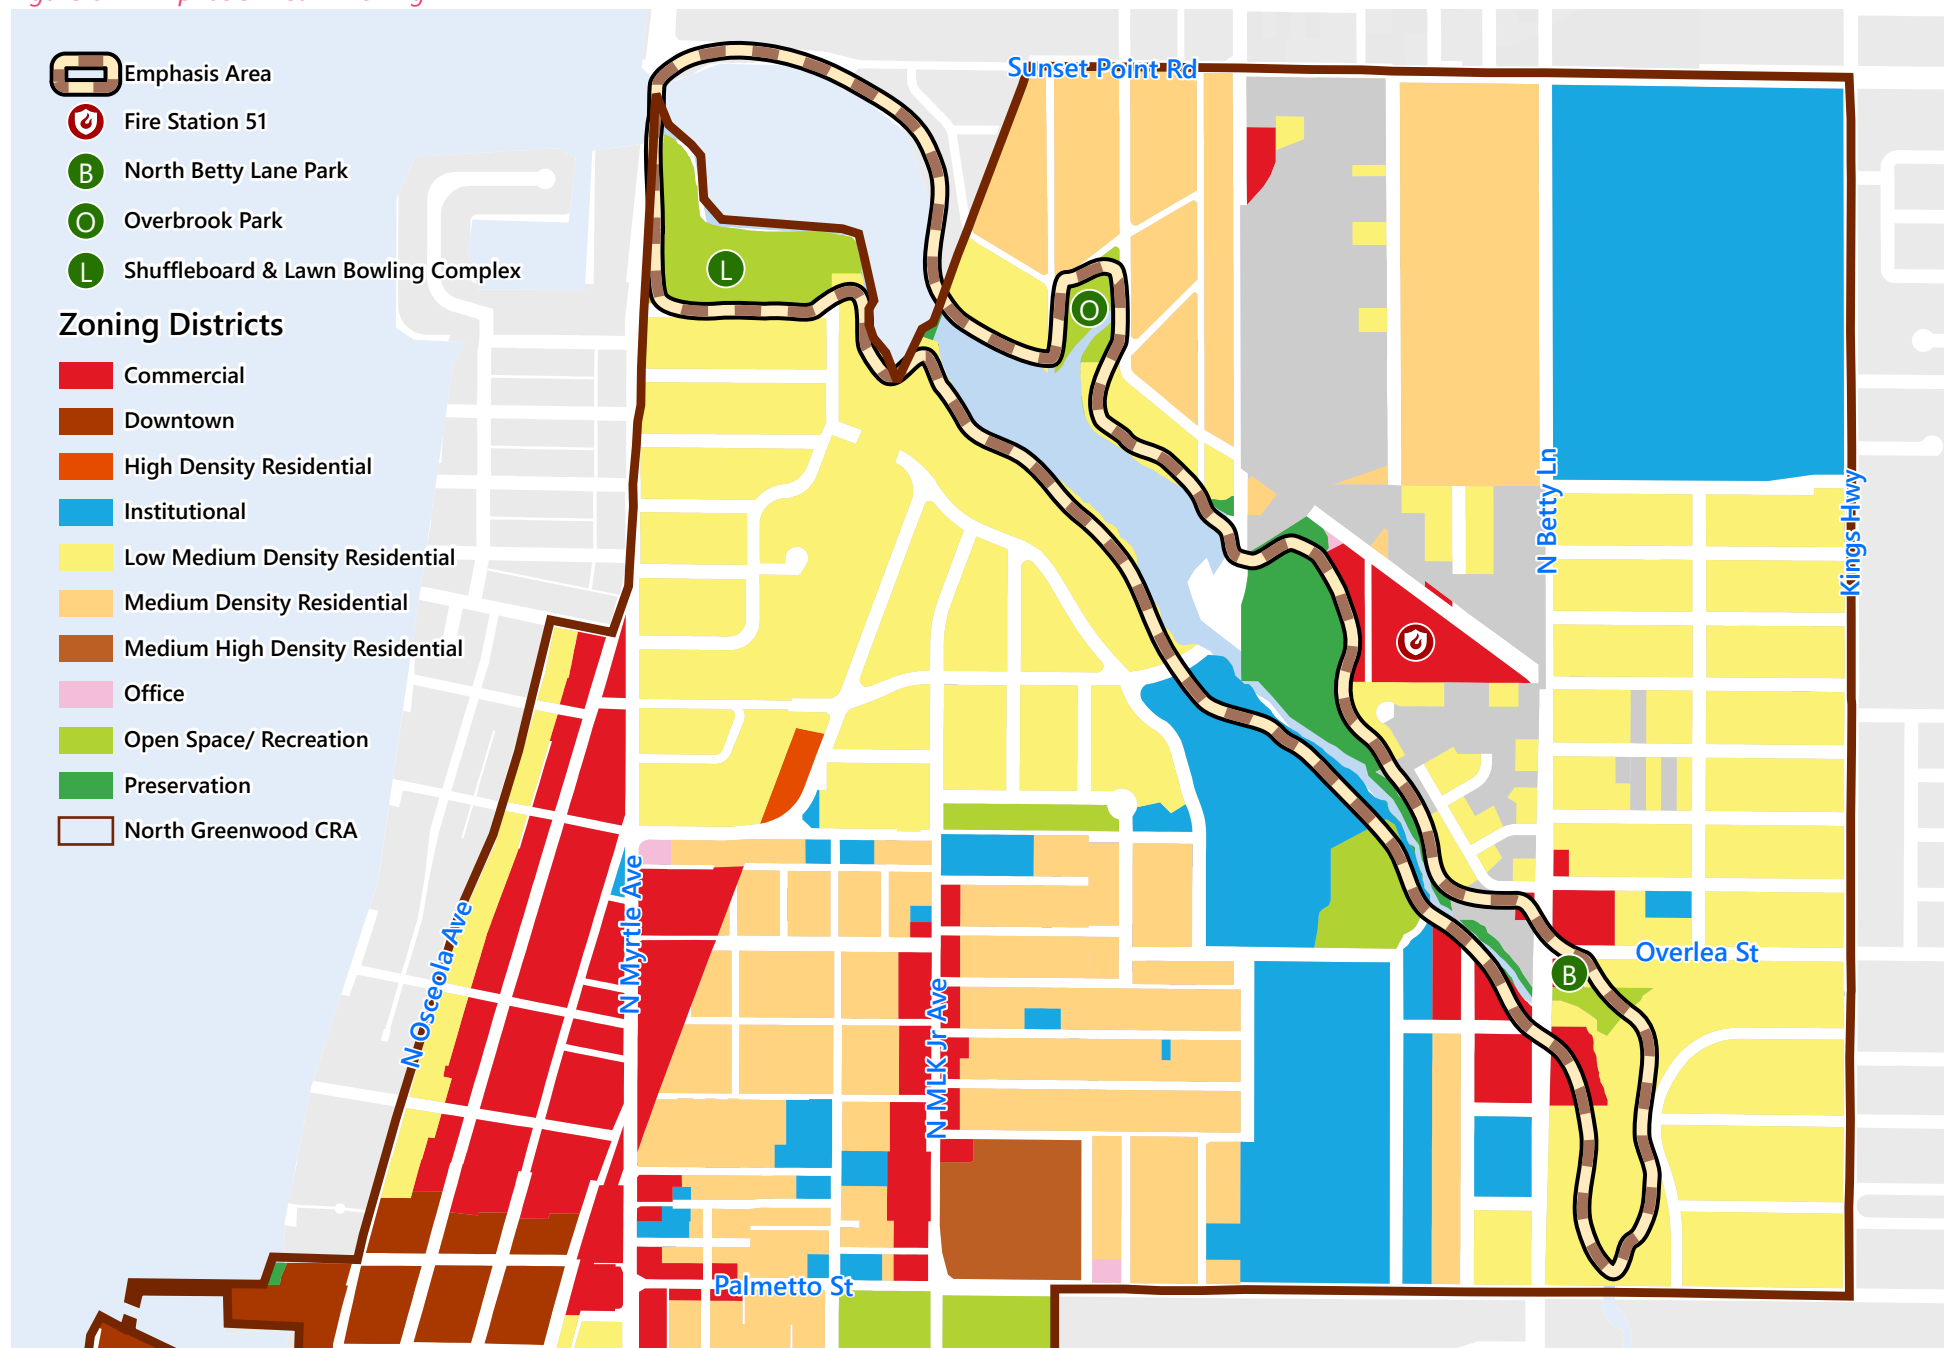 Emphasis Area
Fire Station 51
B North Betty Lane Park
O Overbrook Park
L Shuffleboard & Lawn Bowling Complex
Zoning Districts
Commercial
Downtown
High Density Residential
Institutional
Low Medium Density Residential
Medium Density Residential
Medium High Density Residential
Office
Open Space/ Recreation
Preservation
North Greenwood CRA
Sunset Point Rd
L
O
N Betty Ln
Kings Hwy
N Myrtle Ave
N Osceola Ave
N MLK Jr Ave
Overlea St
B
Palmetto St